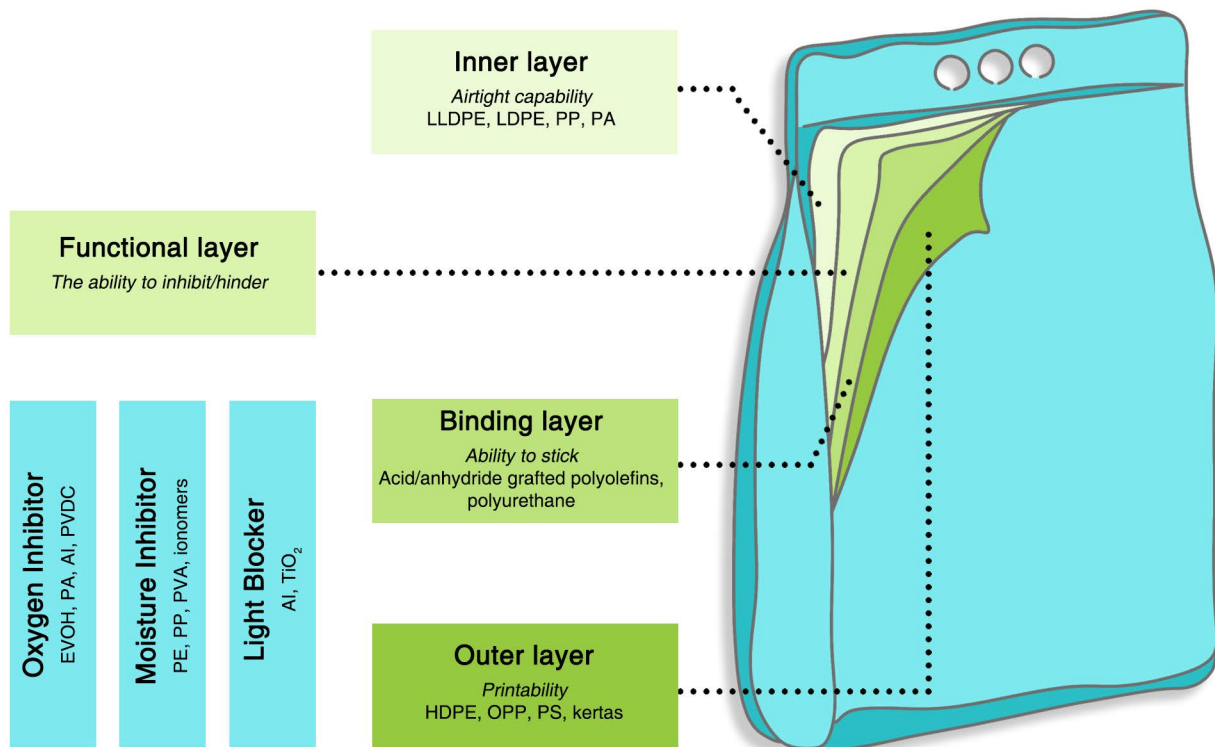 Inner layer
Airtight capability
LLDPE, LDPE, PP, PA
Functional layer
The ability to inhibit/hinder
Oxygen Inhibitor
EVOH, PA, Al, PVDC
Moisture Inhibitor
PE, PP, PVA, ionomers
Light Blocker
Al, TiO₂
Binding layer
Ability to stick
Acid/anhydride grafted polyolefins,
polyurethane
Outer layer
Printability
HDPE, OPP, PS, kertas